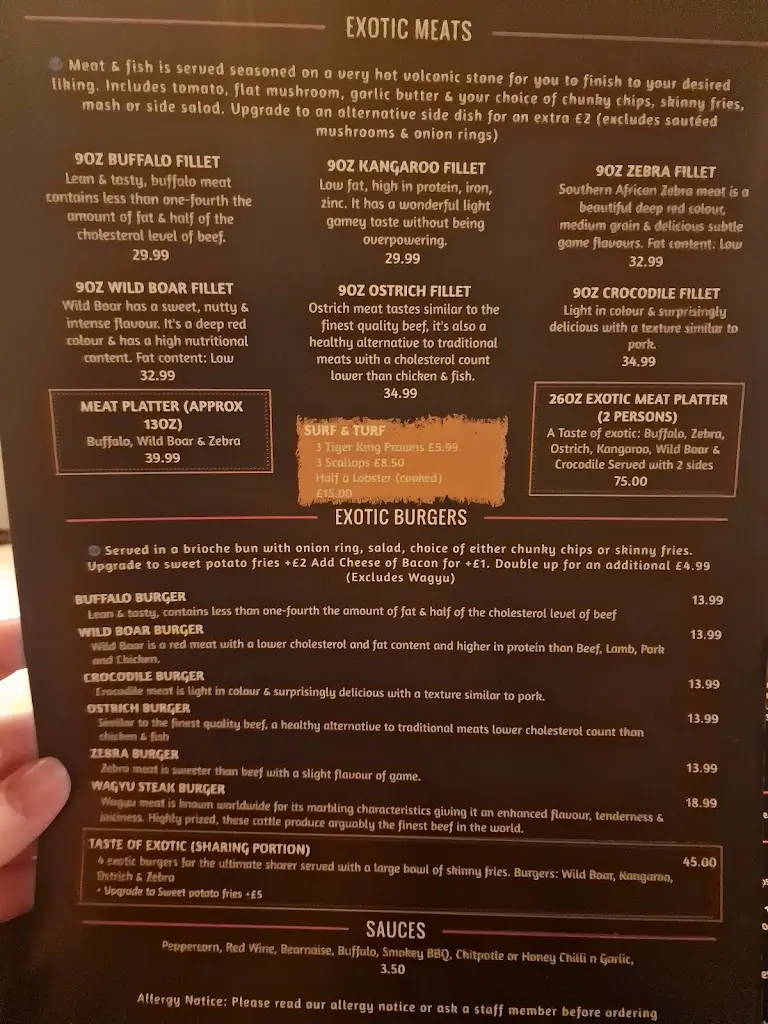 EXOTIC MEATS
Meat & fish is served seasoned on a very hot volcanic stone for you to finish to your desired
liking. Includes tomato, flat mushroom, garlic butter & your choice of chunky chips, skinny fries,
mash or side salad. Upgrade to an alternative side dish for an extra £2 (excludes sautéed
mushrooms & onion rings)
9OZ BUFFALO FILLET
Lean & tasty, buffalo meat
contains less than one-fourth the
amount of fat & half of the
cholesterol level of beef.
29.99
9OZ KANGAROO FILLET
Low fat, high in protein, iron,
zinc. It has a wonderful light
gamey taste without being
overpowering.
29.99
9OZ ZEBRA FILLET
Southern African Zebra meat is a
beautiful deep red colour,
medium grain & delicious subtle
game flavours. Fat content: Low
32.99
9OZ WILD BOAR FILLET
Wild Boar has a sweet, nutty &
intense flavour. It's a deep red
colour & has a high nutritional
content. Fat content: Low
32.99
9OZ OSTRICH FILLET
Ostrich meat tastes similar to the
finest quality beef, it's also a
healthy alternative to traditional
meats with a cholesterol count
lower than chicken & fish.
34.99
9OZ CROCODILE FILLET
Light in colour & surprisingly
delicious with a texture similar to
pork.
34.99
MEAT PLATTER (APPROX
13OZ)
Buffalo, Wild Boar & Zebra
39.99
SURF & TURF
3 Tiger King Prawns £5.99
3 Scallops £8.50
Half a Lobster (cooked)
£15.00
26OZ EXOTIC MEAT PLATTER
(2 PERSONS)
A Taste of exotic: Buffalo, Zebra,
Ostrich, Kangaroo, Wild Boar &
Crocodile Served with 2 sides
75.00
EXOTIC BURGERS
Served in a brioche bun with onion ring, salad, choice of either chunky chips or skinny fries.
Upgrade to sweet potato fries +£2 Add Cheese of Bacon for +£1. Double up for an additional £4.99
(Excludes Wagyu)
BUFFALO BURGER 13.99
Lean & tasty, contains less than one-fourth the amount of fat & half of the cholesterol level of beef
WILD BOAR BURGER 13.99
Wild Boar is a red meat with a lower cholesterol and fat content and higher in protein than Beef, Lamb, Pork
and Chicken.
CROCODILE BURGER 13.99
Crocodile meat is light in colour & surprisingly delicious with a texture similar to pork.
OSTRICH BURGER 13.99
Similar to the finest quality beef, a healthy alternative to traditional meats lower cholesterol count than
chicken & fish
ZEBRA BURGER 13.99
Zebra meat is sweeter than beef with a slight flavour of game.
WAGYU STEAK BURGER 18.99
Wagyu meat is known worldwide for its marbling characteristics giving it an enhanced flavour, tenderness &
juiciness. Highly prized, these cattle produce arguably the finest beef in the world.
TASTE OF EXOTIC (SHARING PORTION) 45.00
4 exotic burgers for the ultimate sharer served with a large bowl of skinny fries. Burgers: Wild Boar, Kangaroo,
Ostrich & Zebra
• Upgrade to Sweet potato fries +£5
SAUCES
Peppercorn, Red Wine, Bearnaise, Buffalo, Smokey BBQ, Chitpotle or Honey Chilli n Garlic,
3.50
Allergy Notice: Please read our allergy notice or ask a staff member before ordering